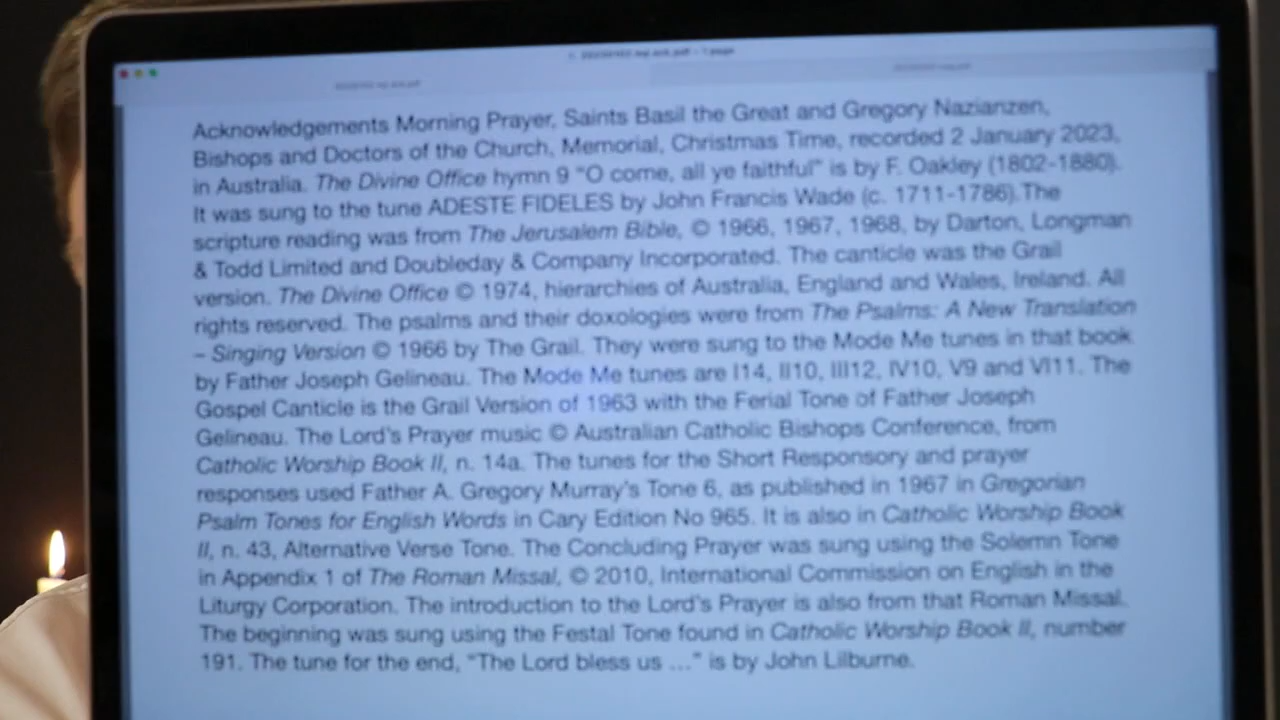 Acknowledgements Morning Prayer, Saints Basil the Great and Gregory Nazianzen,
Bishops and Doctors of the Church, Memorial, Christmas Time, recorded 2 January 2023,
in Australia. The Divine Office hymn 9 “O come, all ye faithful” is by F. Oakley (1802-1880).
It was sung to the tune ADESTE FIDELES by John Francis Wade (c. 1711-1786).The
scripture reading was from The Jerusalem Bible, © 1966, 1967, 1968, by Darton, Longman
& Todd Limited and Doubleday & Company Incorporated. The canticle was the Grail
version. The Divine Office © 1974, hierarchies of Australia, England and Wales, Ireland. All
rights reserved. The psalms and their doxologies were from The Psalms: A New Translation
– Singing Version © 1966 by The Grail. They were sung to the Mode Me tunes in that book
by Father Joseph Gelineau. The Mode Me tunes are I14, II10, III12, IV10, V9 and VI11. The
Gospel Canticle is the Grail Version of 1963 with the Ferial Tone of Father Joseph
Gelineau. The Lord’s Prayer music © Australian Catholic Bishops Conference, from
Catholic Worship Book II, n. 14a. The tunes for the Short Responsory and prayer
responses used Father A. Gregory Murray’s Tone 6, as published in 1967 in Gregorian
Psalm Tones for English Words in Cary Edition No 965. It is also in Catholic Worship Book
II, n. 43, Alternative Verse Tone. The Concluding Prayer was sung using the Solemn Tone
in Appendix 1 of The Roman Missal, © 2010, International Commission on English in the
Liturgy Corporation. The introduction to the Lord’s Prayer is also from that Roman Missal.
The beginning was sung using the Festal Tone found in Catholic Worship Book II, number
191. The tune for the end, “The Lord bless us …” is by John Lilburne.